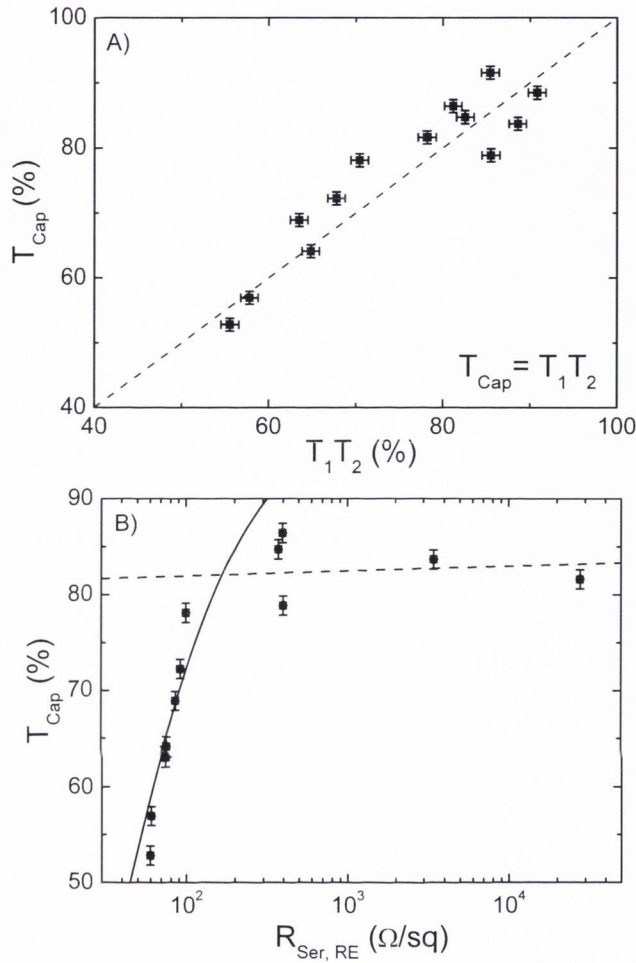 A)
100
80
60
40
T_Cap (%)
T_Cap = T_1T_2
40 60 80 100
T_1T_2 (%)
B)
90
80
70
60
50
T_Cap (%)
10^2 10^3 10^4
R_Ser, RE (Ω/sq)